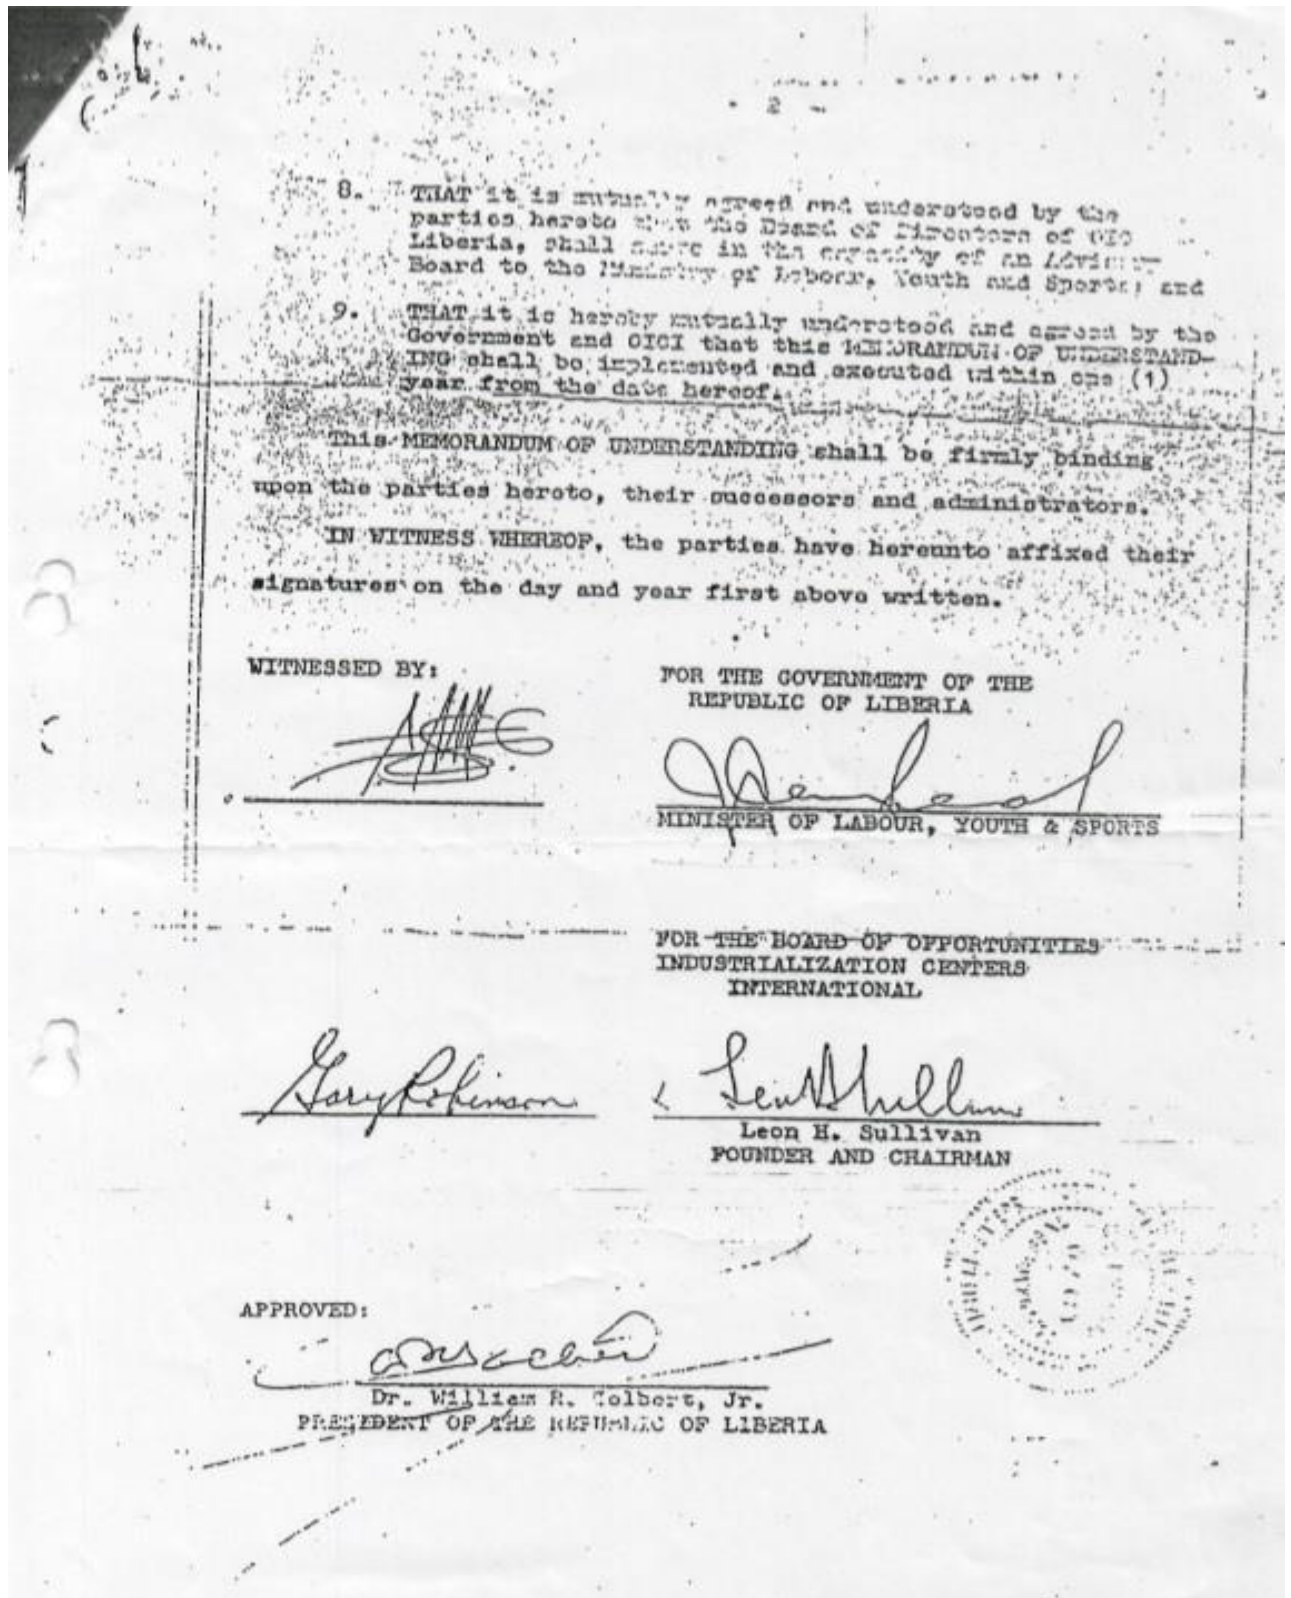 - 2 -
8. THAT it is mutually agreed and understood by the
parties hereto that the Board of Directors of OIC
Liberia, shall serve in the capacity of an Advisory
Board to the Ministry of Labour, Youth and Sports; and
9. THAT it is hereby mutually understood and agreed by the
Government and OICI that this MEMORANDUM OF UNDERSTAND-
ING shall be implemented and executed within one (1)
year from the date hereof.
This MEMORANDUM OF UNDERSTANDING shall be firmly binding
upon the parties hereto, their successors and administrators.
IN WITNESS WHEREOF, the parties have hereunto affixed their
signatures on the day and year first above written.
WITNESSED BY:
FOR THE GOVERNMENT OF THE
REPUBLIC OF LIBERIA
MINISTER OF LABOUR, YOUTH & SPORTS
FOR THE BOARD OF OPPORTUNITIES
INDUSTRIALIZATION CENTERS
INTERNATIONAL
Gary Robinson
Leon H. Sullivan
FOUNDER AND CHAIRMAN
APPROVED:
Dr. William R. Tolbert, Jr.
PRESIDENT OF THE REPUBLIC OF LIBERIA